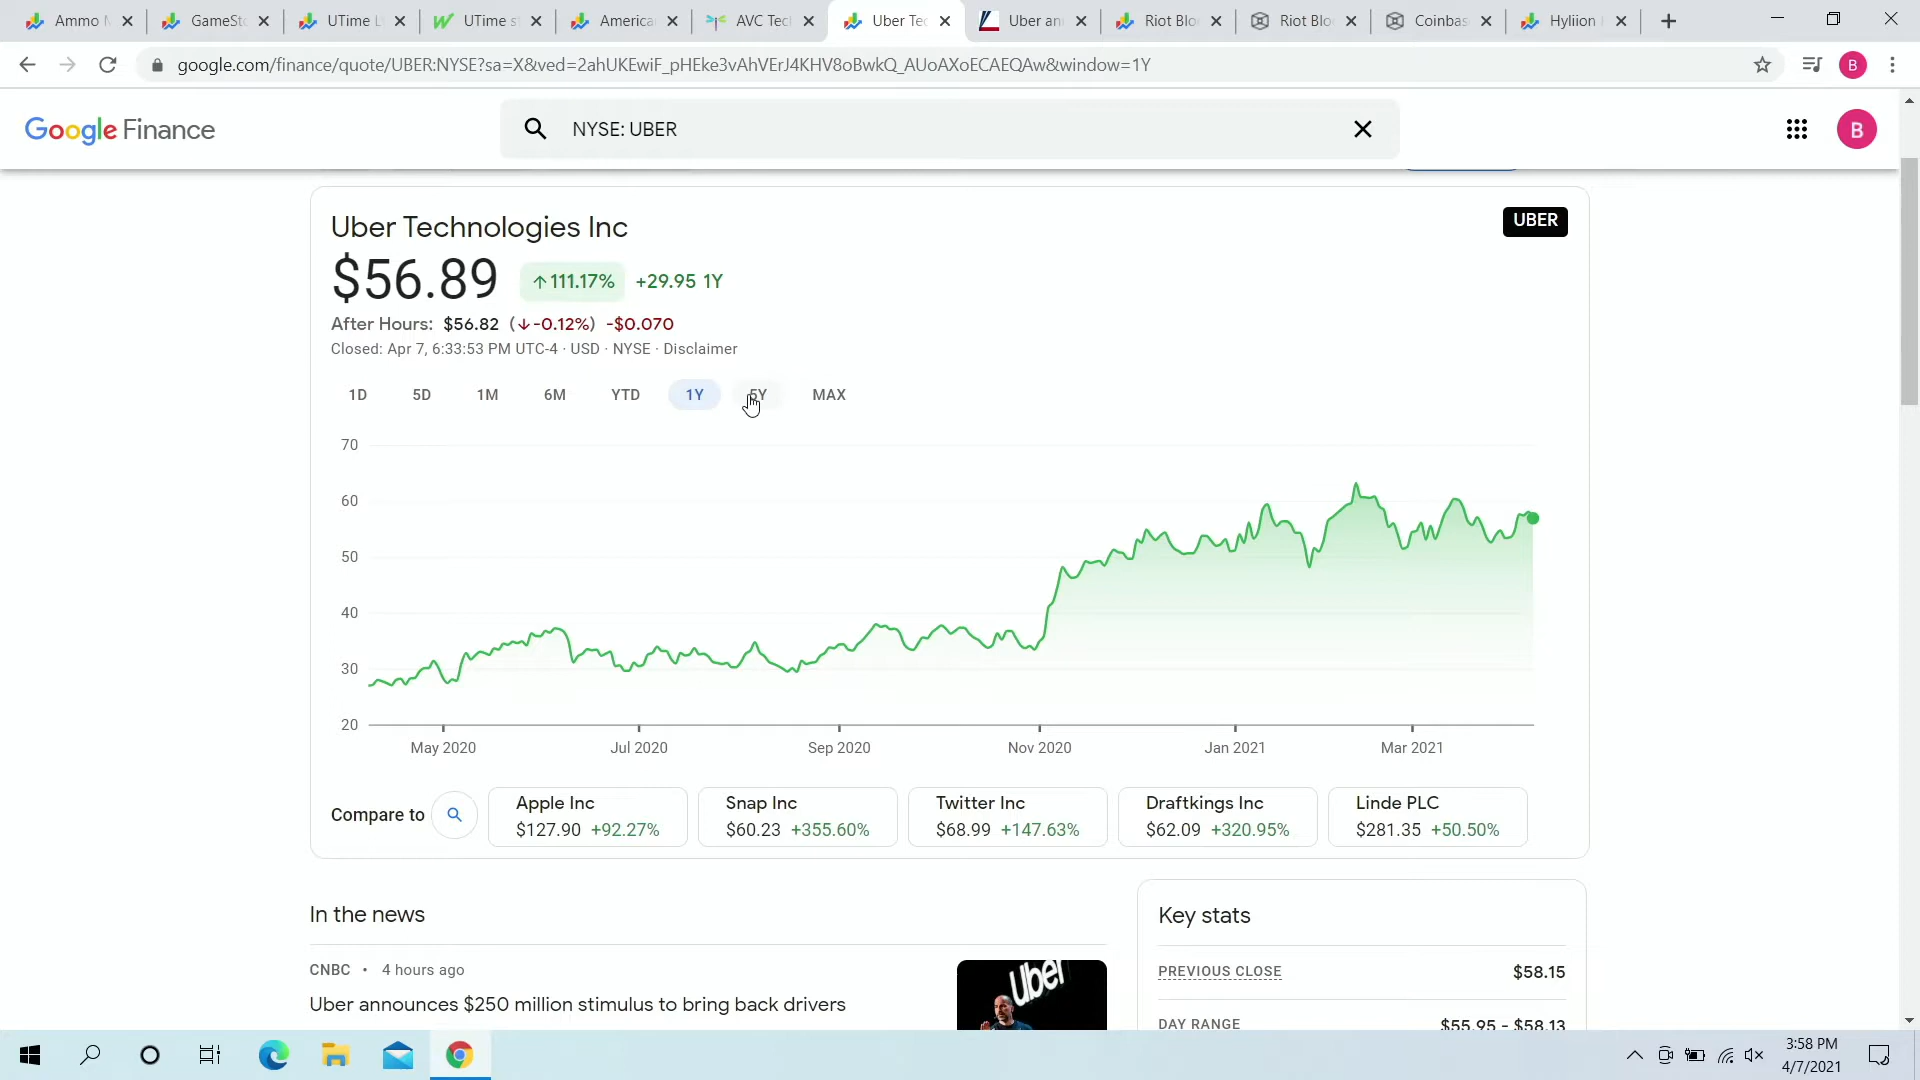 Ammo
GameSto
UTime L
UTime s
America
AVC Tec
Uber Tec
Uber an
Riot Blo
Riot Blo
Coinbas
Hyliion
google.com/finance/quote/UBER:NYSE?sa=X&ved=2ahUKEwiF_pHEke3vAhVErJ4KHV8oBwkQ_AUoAXoECAEQAw&window=1Y
B
Google Finance
NYSE: UBER
B
Uber Technologies Inc
UBER
$56.89 ↑111.17% +29.95 1Y
After Hours: $56.82 (↓-0.12%) -$0.070
Closed: Apr 7, 6:33:53 PM UTC-4 · USD · NYSE · Disclaimer
1D 5D 1M 6M YTD 1Y 5Y MAX
70
60
50
40
30
20
May 2020 Jul 2020 Sep 2020 Nov 2020 Jan 2021 Mar 2021
Compare to
Apple Inc
$127.90 +92.27%
Snap Inc
$60.23 +355.60%
Twitter Inc
$68.99 +147.63%
Draftkings Inc
$62.09 +320.95%
Linde PLC
$281.35 +50.50%
In the news
CNBC • 4 hours ago
Uber announces $250 million stimulus to bring back drivers
Uber
Key stats
PREVIOUS CLOSE $58.15
DAY RANGE $55.95 - $58.13
3:58 PM
4/7/2021